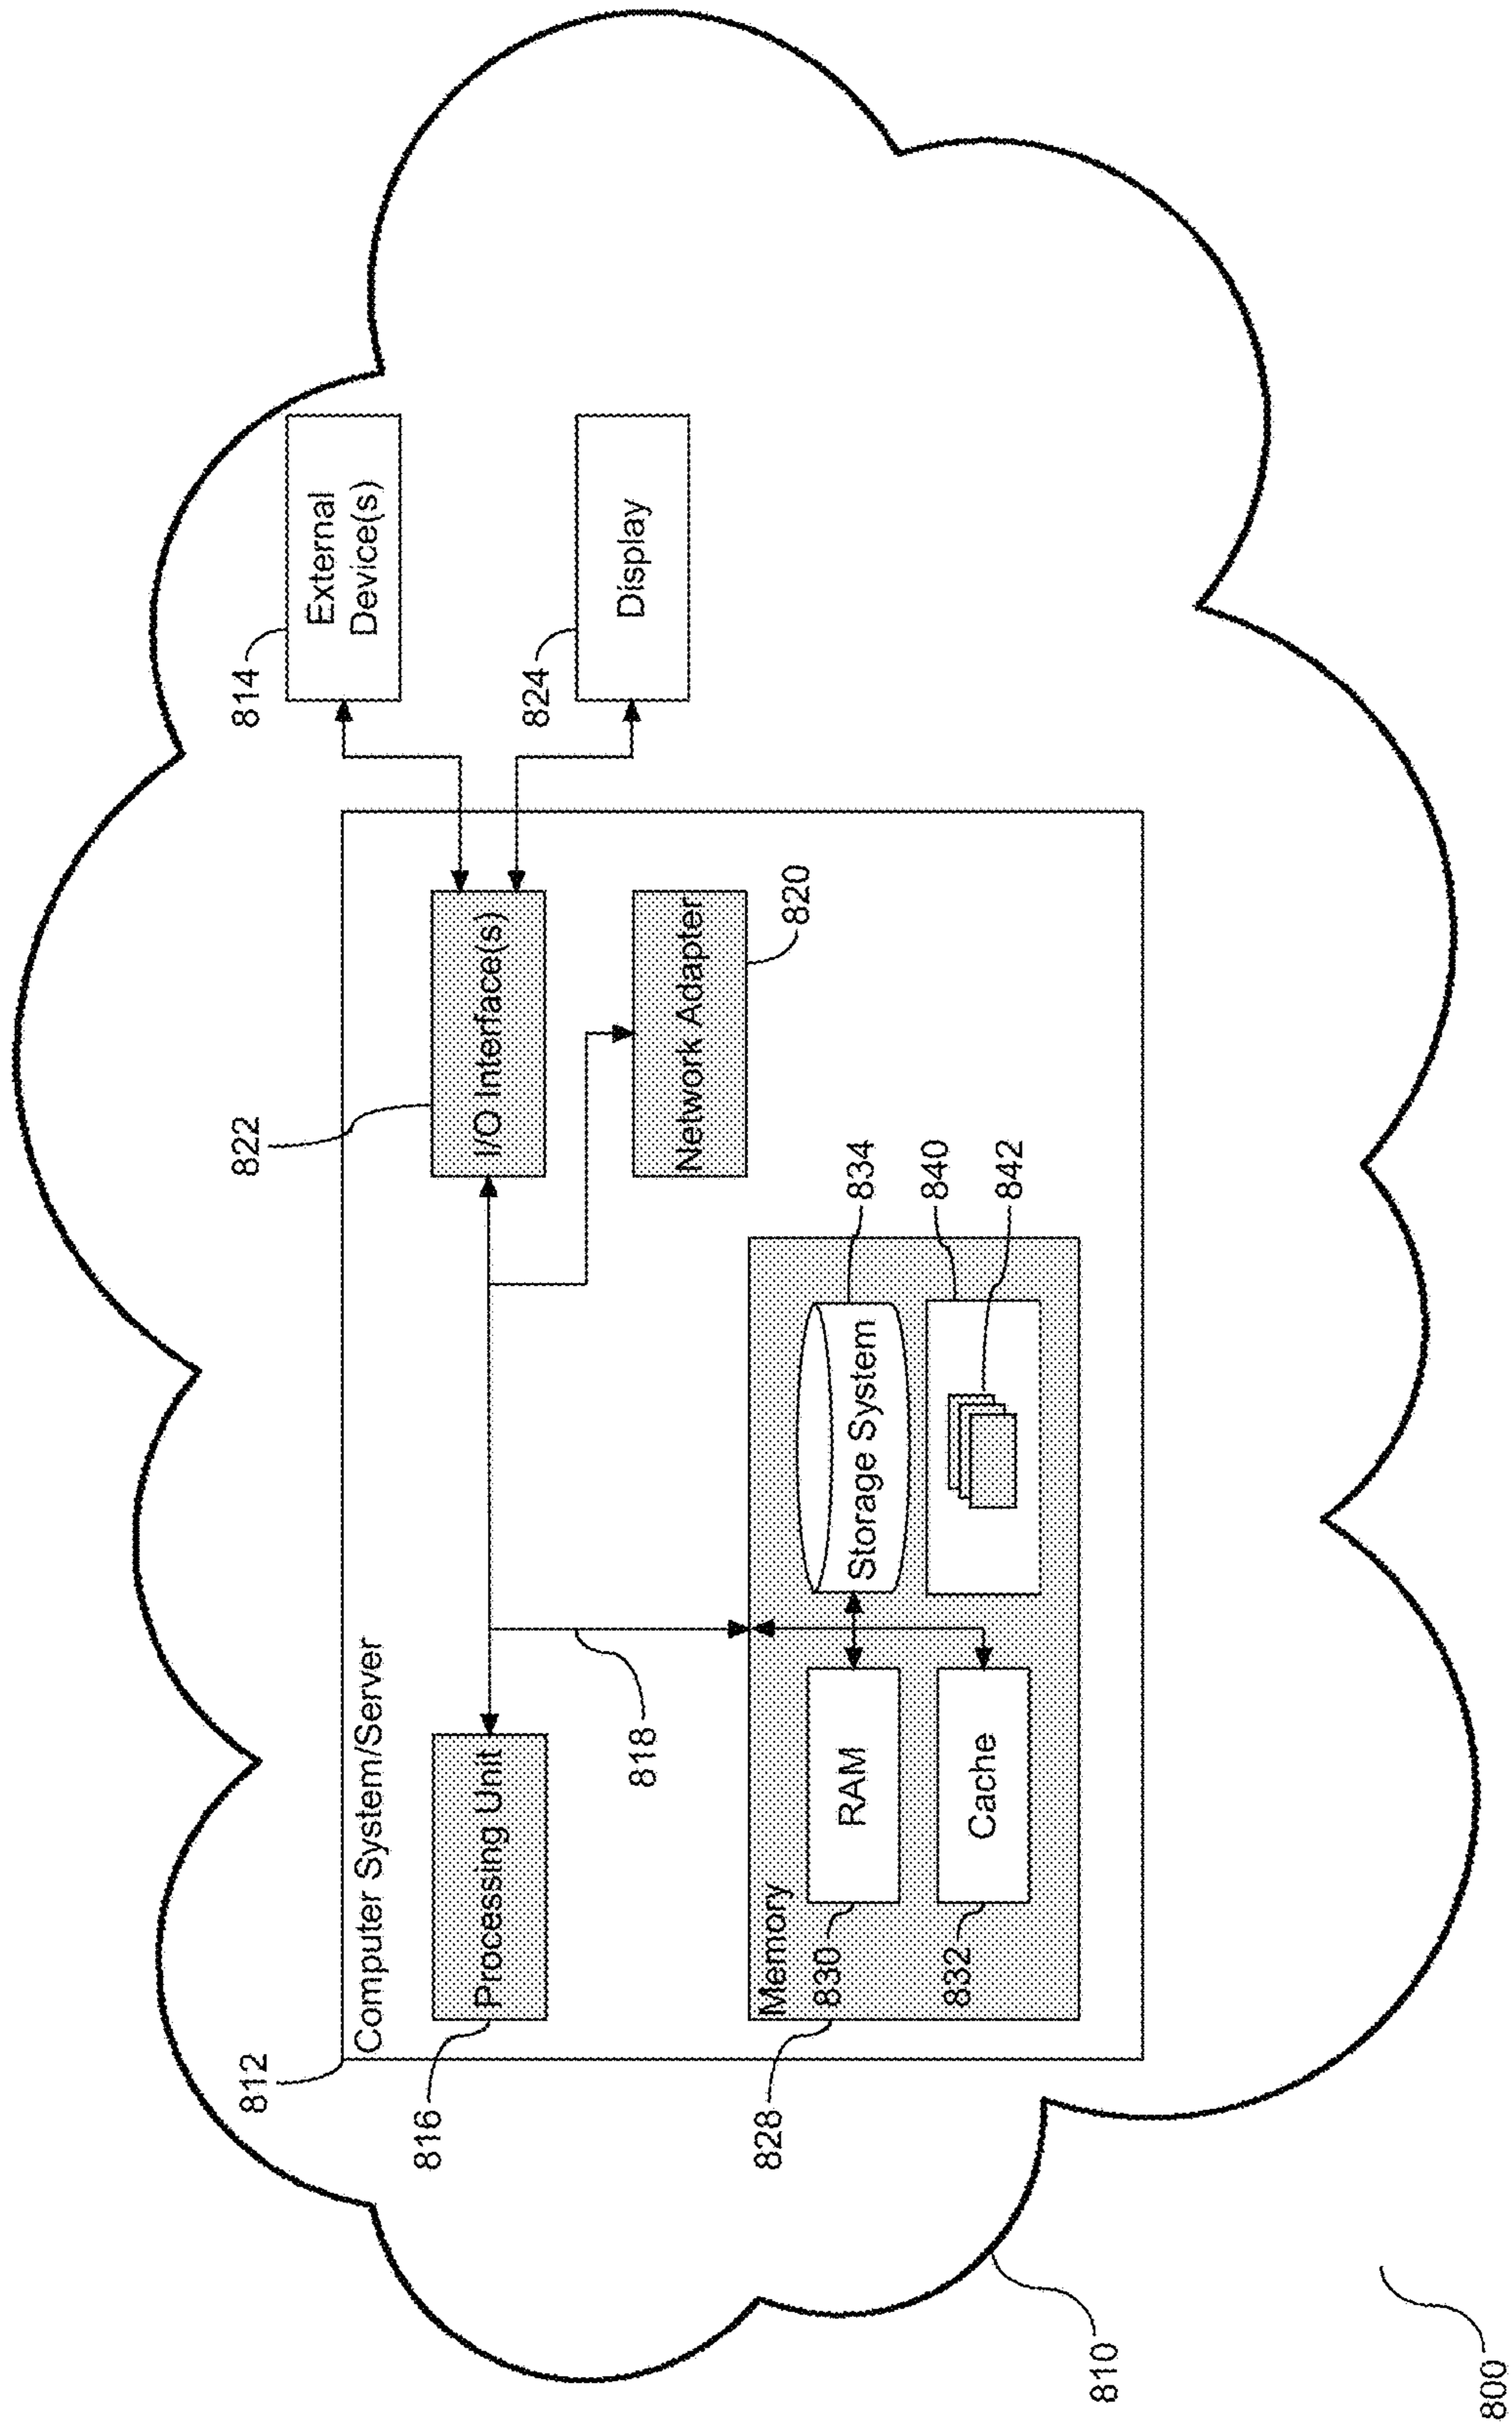 800
810
812
Computer System/Server
816
Processing Unit
818
822
I/O Interface(s)
814
External
Device(s)
824
Display
Network Adapter
820
828
Memory
830
RAM
832
Cache
Storage System
834
840
842